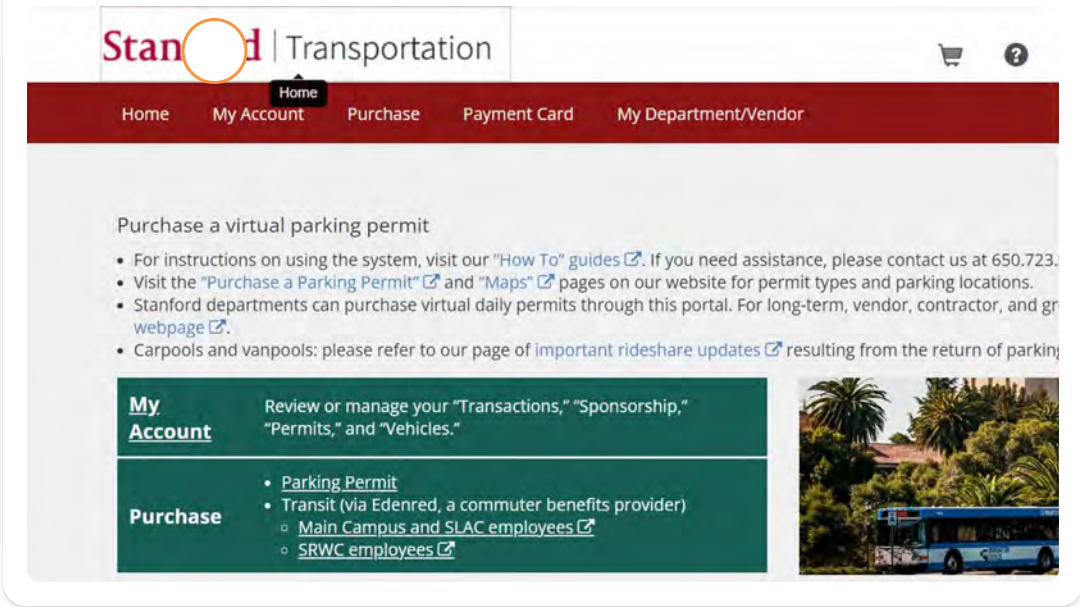 Stan d | Transportation
Home
Home My Account Purchase Payment Card My Department/Vendor
Purchase a virtual parking permit
• For instructions on using the system, visit our "How To" guides. If you need assistance, please contact us at 650.723.
• Visit the "Purchase a Parking Permit" and "Maps" pages on our website for permit types and parking locations.
• Stanford departments can purchase virtual daily permits through this portal. For long-term, vendor, contractor, and gr
webpage.
• Carpools and vanpools: please refer to our page of important rideshare updates resulting from the return of parking
My Account
Review or manage your “Transactions,” “Sponsorship,”
“Permits,” and “Vehicles.”
Purchase
• Parking Permit
• Transit (via Edenred, a commuter benefits provider)
◦ Main Campus and SLAC employees
◦ SRWC employees